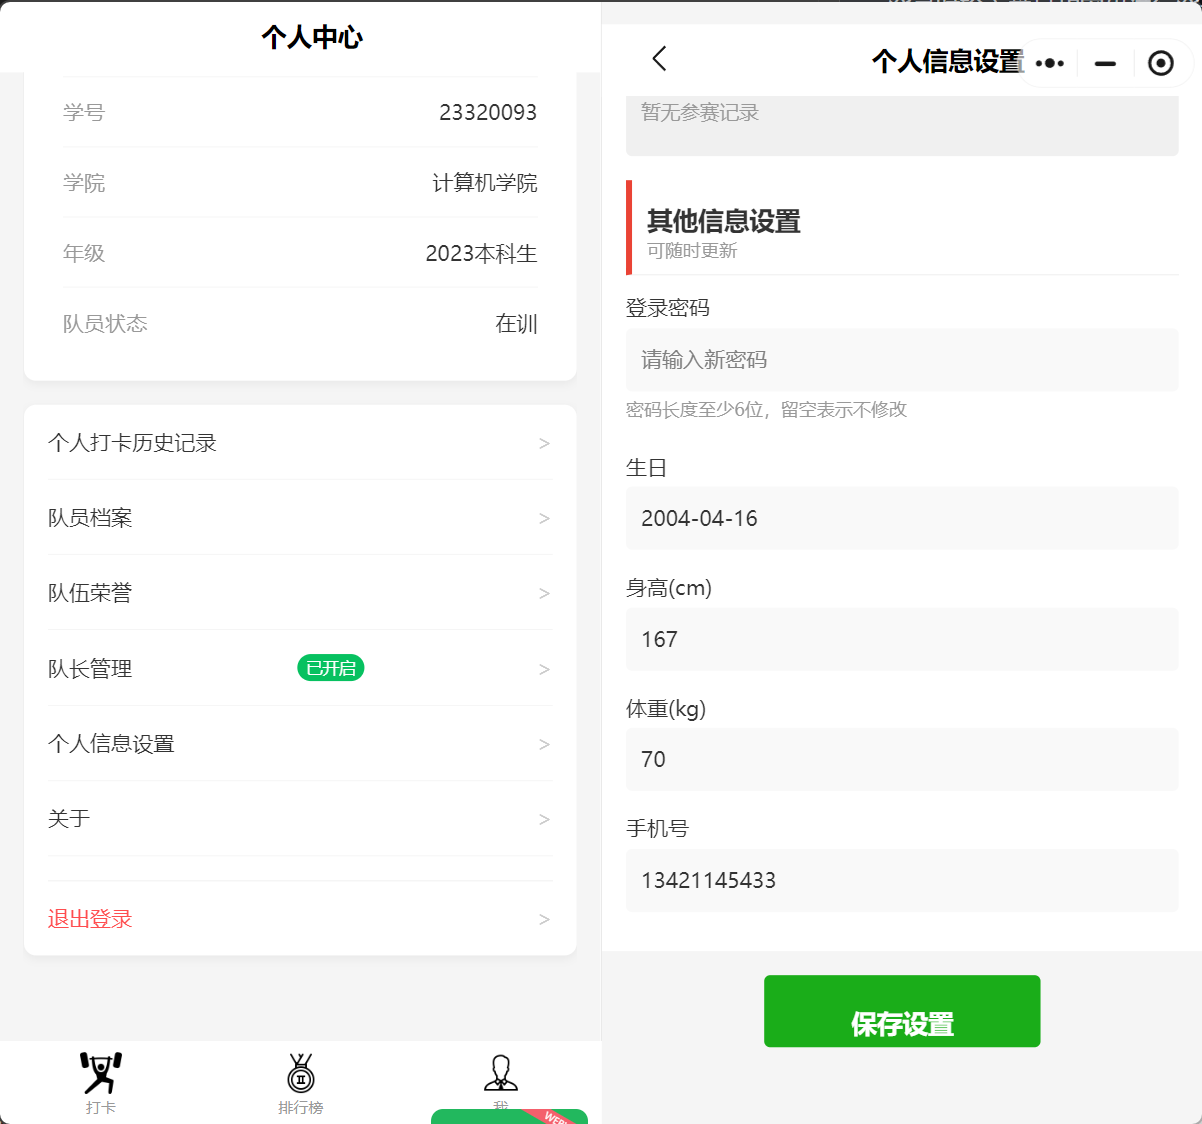 个人中心
学号 23320093
学院 计算机学院
年级 2023本科生
队员状态 在训
个人打卡历史记录 >
队员档案 >
队伍荣誉 >
队长管理 已开启 >
个人信息设置 >
关于 >
退出登录 >
打卡 排行榜 我
个人信息设置
暂无参赛记录
其他信息设置
可随时更新
登录密码
请输入新密码
密码长度至少6位，留空表示不修改
生日
2004-04-16
身高(cm)
167
体重(kg)
70
手机号
13421145433
保存设置